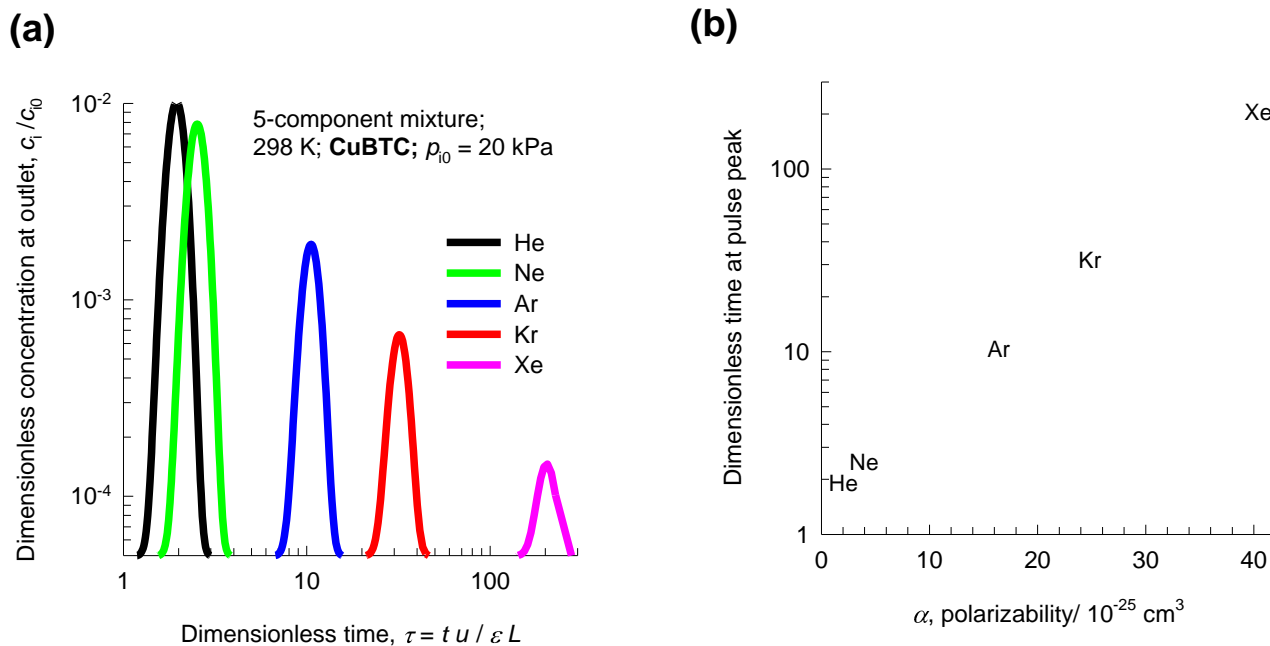 (a)
Dimensionless concentration at outlet, cᵢ/cᵢ₀
10⁻²
10⁻³
10⁻⁴
5-component mixture;
298 K; CuBTC; pᵢ₀ = 20 kPa
He
Ne
Ar
Kr
Xe
1
10
100
Dimensionless time, τ = t u / ε L
(b)
Dimensionless time at pulse peak
100
10
1
Xe
Kr
Ar
Ne
He
0
10
20
30
40
α, polarizability/ 10⁻²⁵ cm³